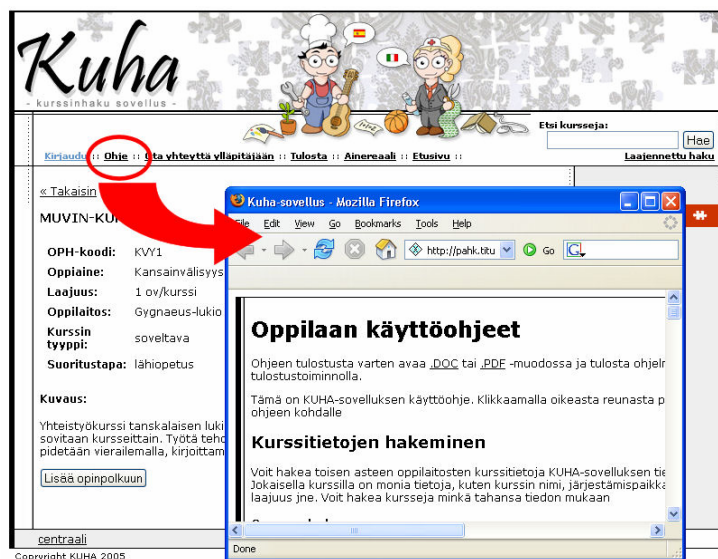 Kuha
- kurssinhaku sovellus -
Etsi kursseja:
Hae
Kirjaudu :: Ohje :: Ota yhteyttä ylläpitäjään :: Tulosta :: Ainereaali :: Etusivu ::
Laajennettu haku
« Takaisin
MUVIN-KU
OPH-koodi: KVY1
Oppiaine: Kansainvälisyys
Laajuus: 1 ov/kurssi
Oppilaitos: Gygnaeus-lukio
Kurssin tyyppi: soveltava
Suoritustapa: lähiopetus
Kuvaus:
Yhteistyökurssi tanskalaisen luki
sovitaan kursseittain. Työtä teho
pidetään vierailemalla, kirjoittam
Lisää opinpolkuun
centraali
Copyright KUHA 2005
Kuha-sovellus - Mozilla Firefox
File Edit View Go Bookmarks Tools Help
http://pahk.titu Go
Oppilaan käyttöohjeet
Ohjeen tulostusta varten avaa .DOC tai .PDF -muodossa ja tulosta ohjelm
tulostustoiminnolla.
Tämä on KUHA-sovelluksen käyttöohje. Klikkaamalla oikeasta reunasta p
ohjeen kohdalle
Kurssitietojen hakeminen
Voit hakea toisen asteen oppilaitosten kurssitietoja KUHA-sovelluksen tie
Jokaisella kurssilla on monia tietoja, kuten kurssin nimi, järjestämispaikka
laajuus jne. Voit hakea kursseja minkä tahansa tiedon mukaan
Done